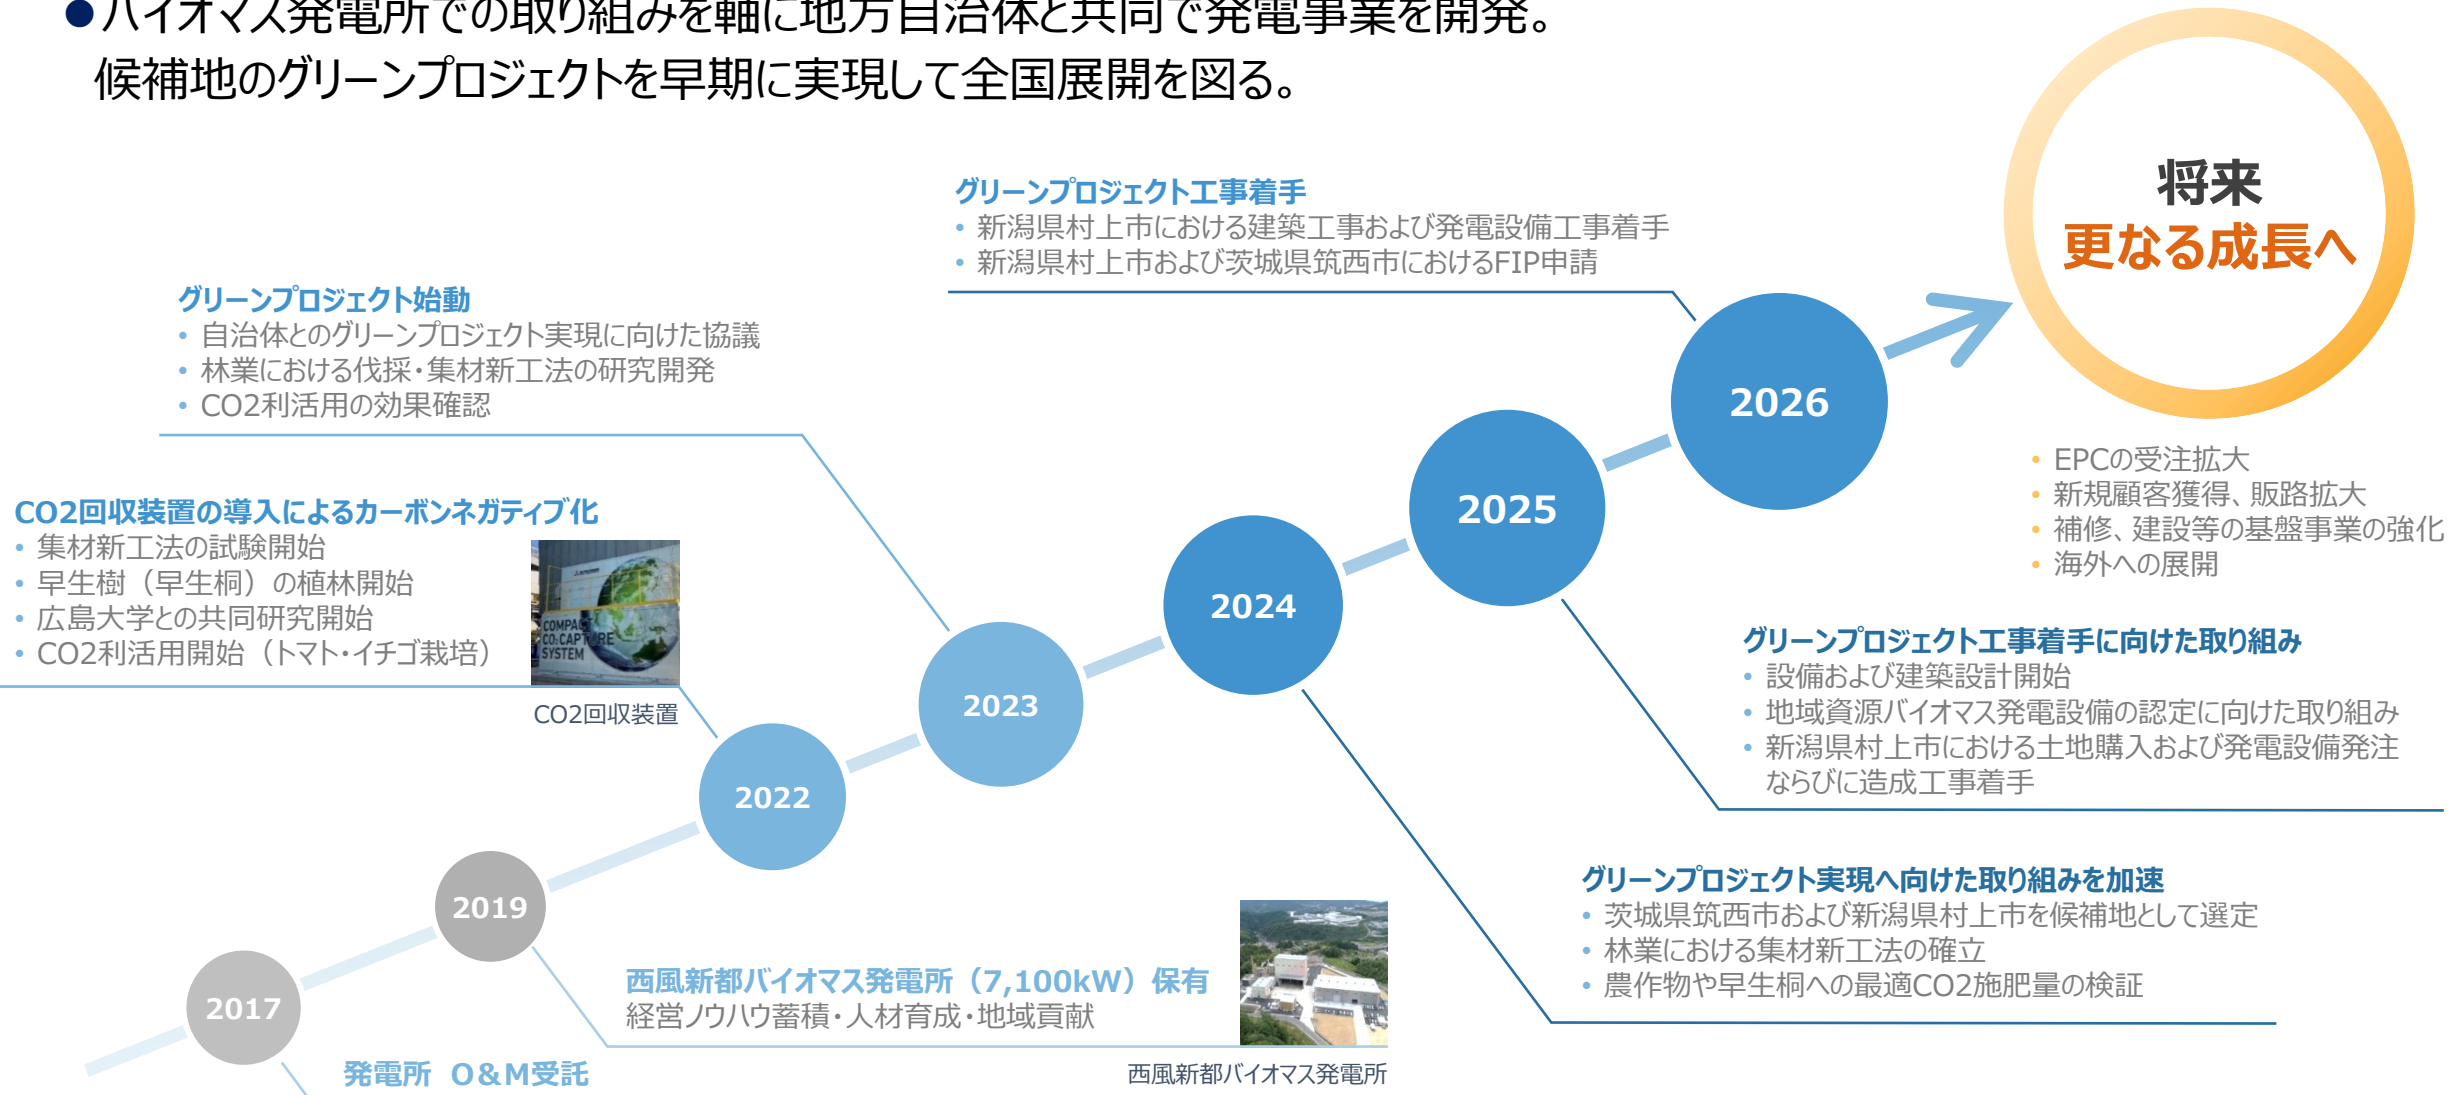 ●バイオマス発電所での取り組みを軸に地方自治体と共同で発電事業を開発。
候補地のグリーンプロジェクトを早期に実現して全国展開を図る。
将来
更なる成長へ
• EPCの受注拡大
• 新規顧客獲得、販路拡大
• 補修、建設等の基盤事業の強化
• 海外への展開
グリーンプロジェクト工事着手
• 新潟県村上市における建築工事および発電設備工事着手
• 新潟県村上市および茨城県筑西市におけるFIP申請
2026
グリーンプロジェクト始動
• 自治体とのグリーンプロジェクト実現に向けた協議
• 林業における伐採・集材新工法の研究開発
• CO2利活用の効果確認
2025
CO2回収装置の導入によるカーボンネガティブ化
• 集材新工法の試験開始
• 早生樹（早生桐）の植林開始
• 広島大学との共同研究開始
• CO2利活用開始（トマト・イチゴ栽培）
COMPACT
CO₂ CAPTURE
SYSTEM
CO2回収装置
2024
2023
2022
グリーンプロジェクト工事着手に向けた取り組み
• 設備および建築設計開始
• 地域資源バイオマス発電設備の認定に向けた取り組み
• 新潟県村上市における土地購入および発電設備発注
ならびに造成工事着手
グリーンプロジェクト実現へ向けた取り組みを加速
• 茨城県筑西市および新潟県村上市を候補地として選定
• 林業における集材新工法の確立
• 農作物や早生桐への最適CO2施肥量の検証
2019
西風新都バイオマス発電所（7,100kW）保有
経営ノウハウ蓄積・人材育成・地域貢献
西風新都バイオマス発電所
2017
発電所 O＆M受託